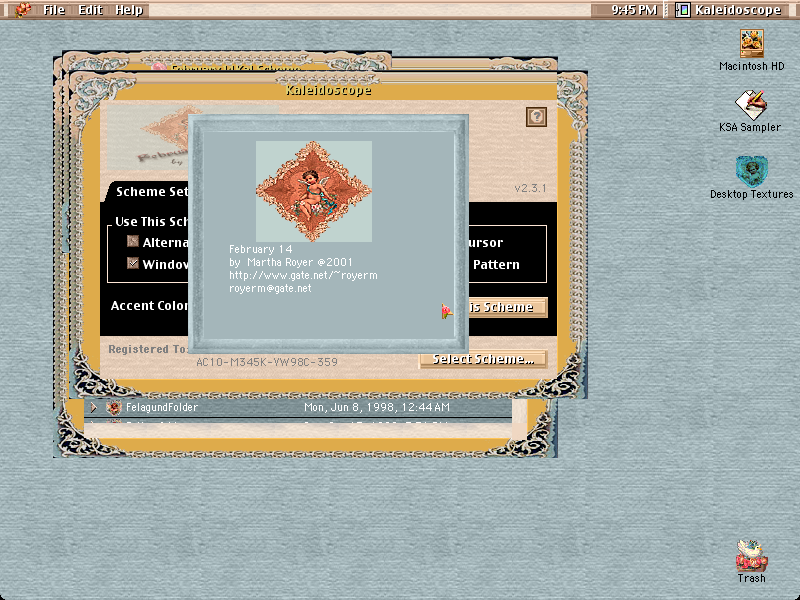 File Edit Help 9:45 PM Kaleidoscope
Macintosh HD
KSA Sampler
Desktop Textures
Trash
Kaleidoscope
?
by
v2.3.1
Scheme Set
Use This Sch
Alterna
Window
ursor
Pattern
Accent Color
is Scheme
February 14
by Martha Royer @2001
http://www.gate.net/~royerm
royerm@gate.net
Registered To:
AC10-M345K-VW98C-359
Select Scheme...
FelagundFolder Mon, Jun 8, 1998, 12:44 AM